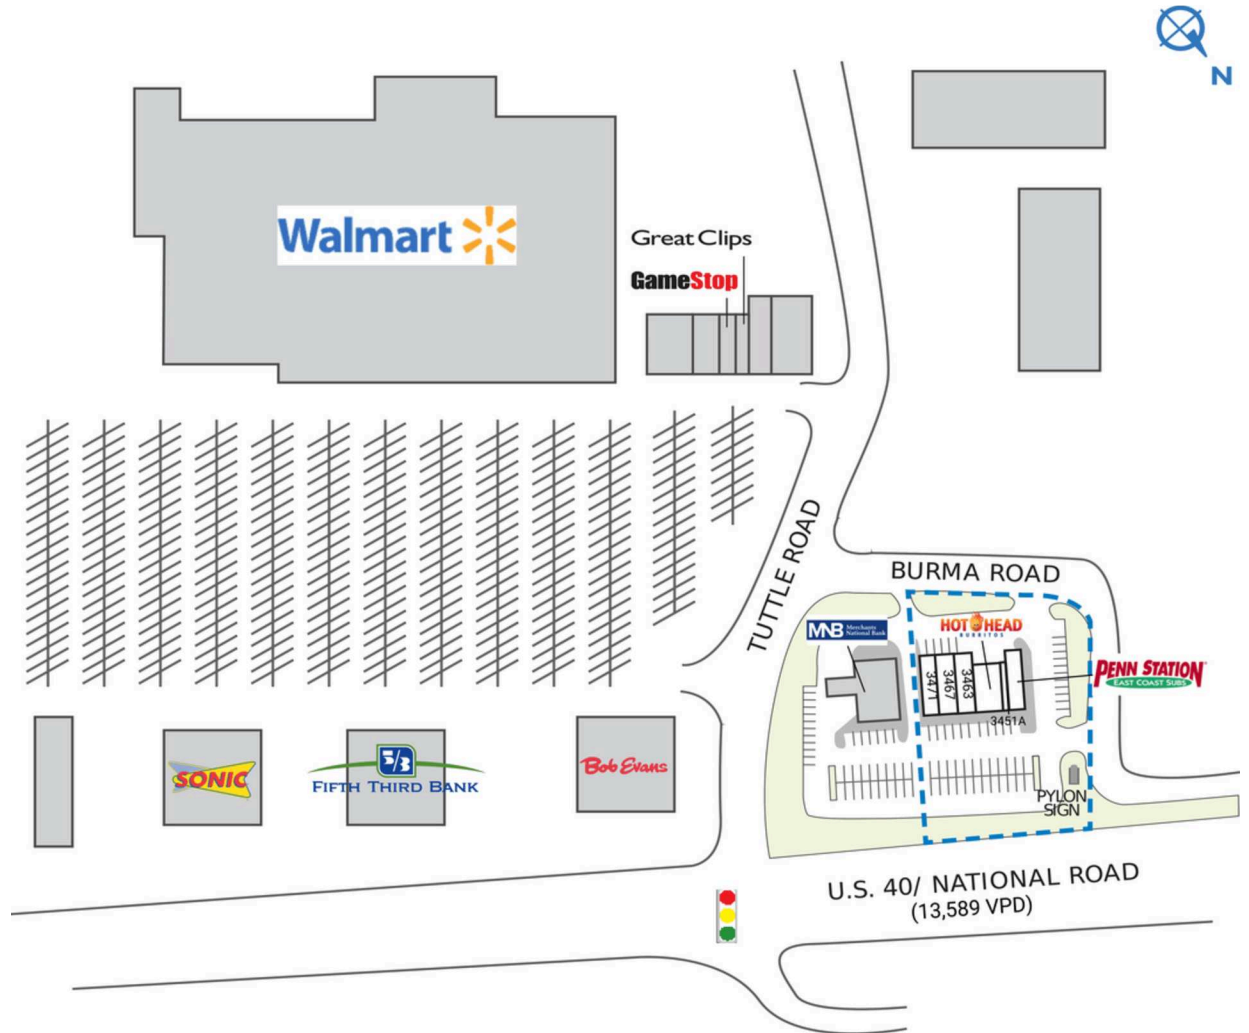 N
Walmart
Great Clips
GameStop
TUTTLE ROAD
BURMA ROAD
MNB Merchants
National Bank
HOT HEAD
BURRITOS
PENN STATION
EAST COAST SUBS
3471
3467
3463
3451A
SONIC
5/3
FIFTH THIRD BANK
Bob Evans
PYLON
SIGN
U.S. 40/ NATIONAL ROAD
(13,589 VPD)